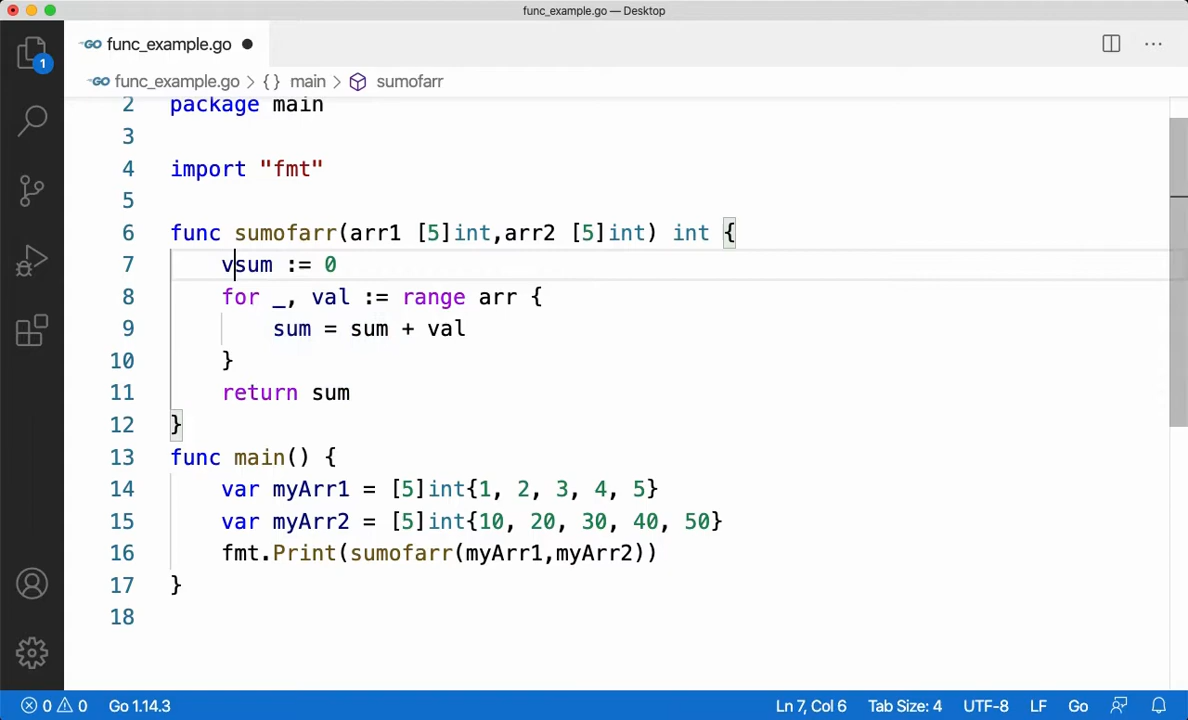 func_example.go — Desktop
GO func_example.go ●
GO func_example.go > {} main > sumofarr
1
2 package main
3
4 import "fmt"
5
6 func sumofarr(arr1 [5]int,arr2 [5]int) int {
7 vsum := 0
8 for _, val := range arr {
9 sum = sum + val
10 }
11 return sum
12 }
13 func main() {
14 var myArr1 = [5]int{1, 2, 3, 4, 5}
15 var myArr2 = [5]int{10, 20, 30, 40, 50}
16 fmt.Print(sumofarr(myArr1,myArr2))
17 }
18
0 0 Go 1.14.3 Ln 7, Col 6 Tab Size: 4 UTF-8 LF Go